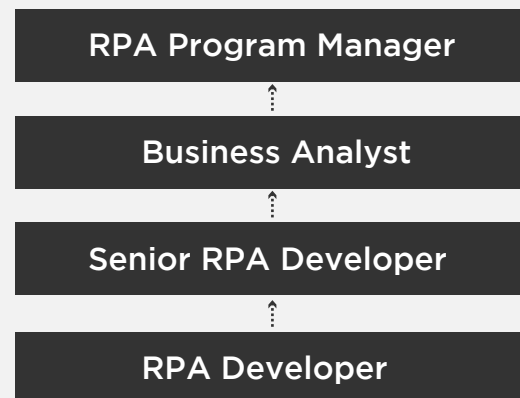 RPA Program Manager
Business Analyst
Senior RPA Developer
RPA Developer